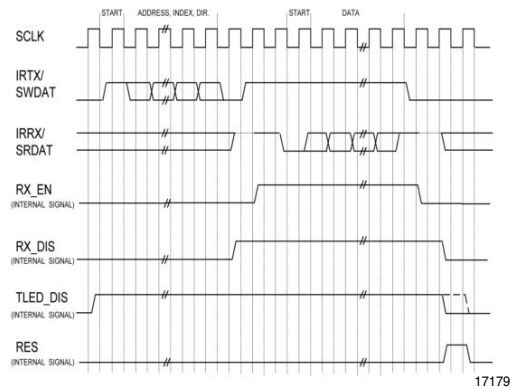 START ADDRESS, INDEX, DIR. START DATA
SCLK
IRTX/
SWDAT
IRRX/
SRDAT
RX_EN
(INTERNAL SIGNAL)
RX_DIS
(INTERNAL SIGNAL)
TLED_DIS
(INTERNAL SIGNAL)
RES
(INTERNAL SIGNAL)
17179